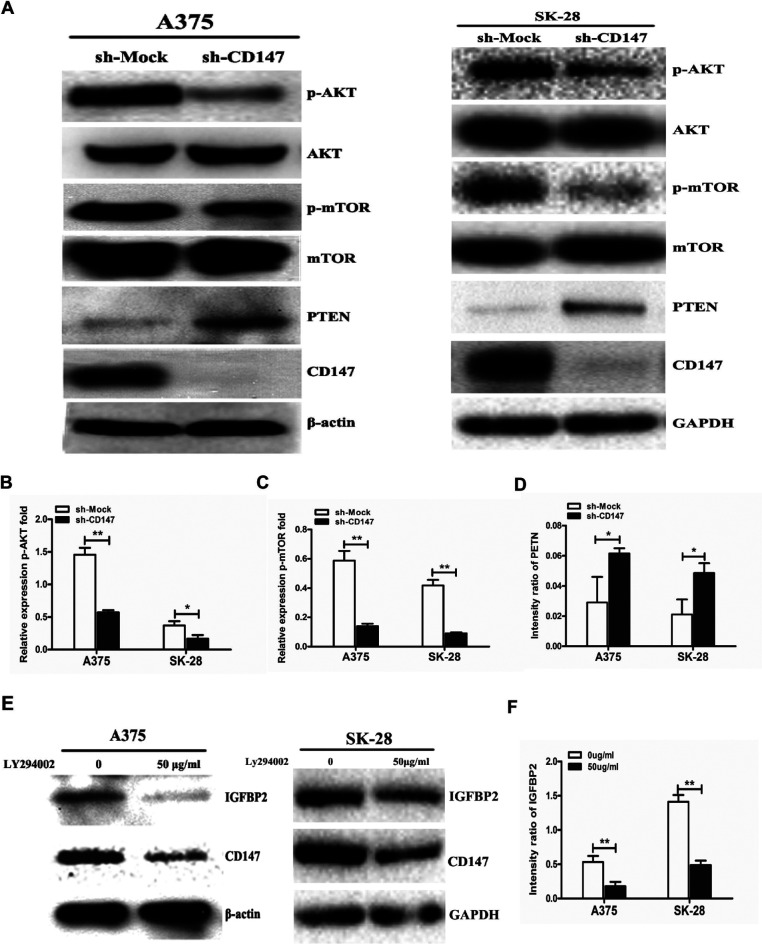 A
A375
sh-Mock sh-CD147
p-AKT
AKT
p-mTOR
mTOR
PTEN
CD147
β-actin
SK-28
sh-Mock sh-CD147
p-AKT
AKT
p-mTOR
mTOR
PTEN
CD147
GAPDH
B
sh-Mock
sh-CD147
Relative expression p-AKT fold
2.0
1.5
1.0
0.5
0.0
**
*
A375 SK-28
C
sh-Mock
sh-CD147
Relative expression p-mTOR fold
0.8
0.6
0.4
0.2
0.0
**
**
A375 SK-28
D
sh-Mock
sh-CD147
Intensity ratio of PETN
0.10
0.08
0.06
0.04
0.02
0.00
*
*
A375 SK-28
E
A375
LY294002 0 50 μg/ml
IGFBP2
CD147
β-actin
SK-28
Ly294002 0 50μg/ml
IGFBP2
CD147
GAPDH
F
0ug/ml
50ug/ml
Intensity ratio of IGFBP2
2.0
1.5
1.0
0.5
0.0
**
**
A375 SK-28